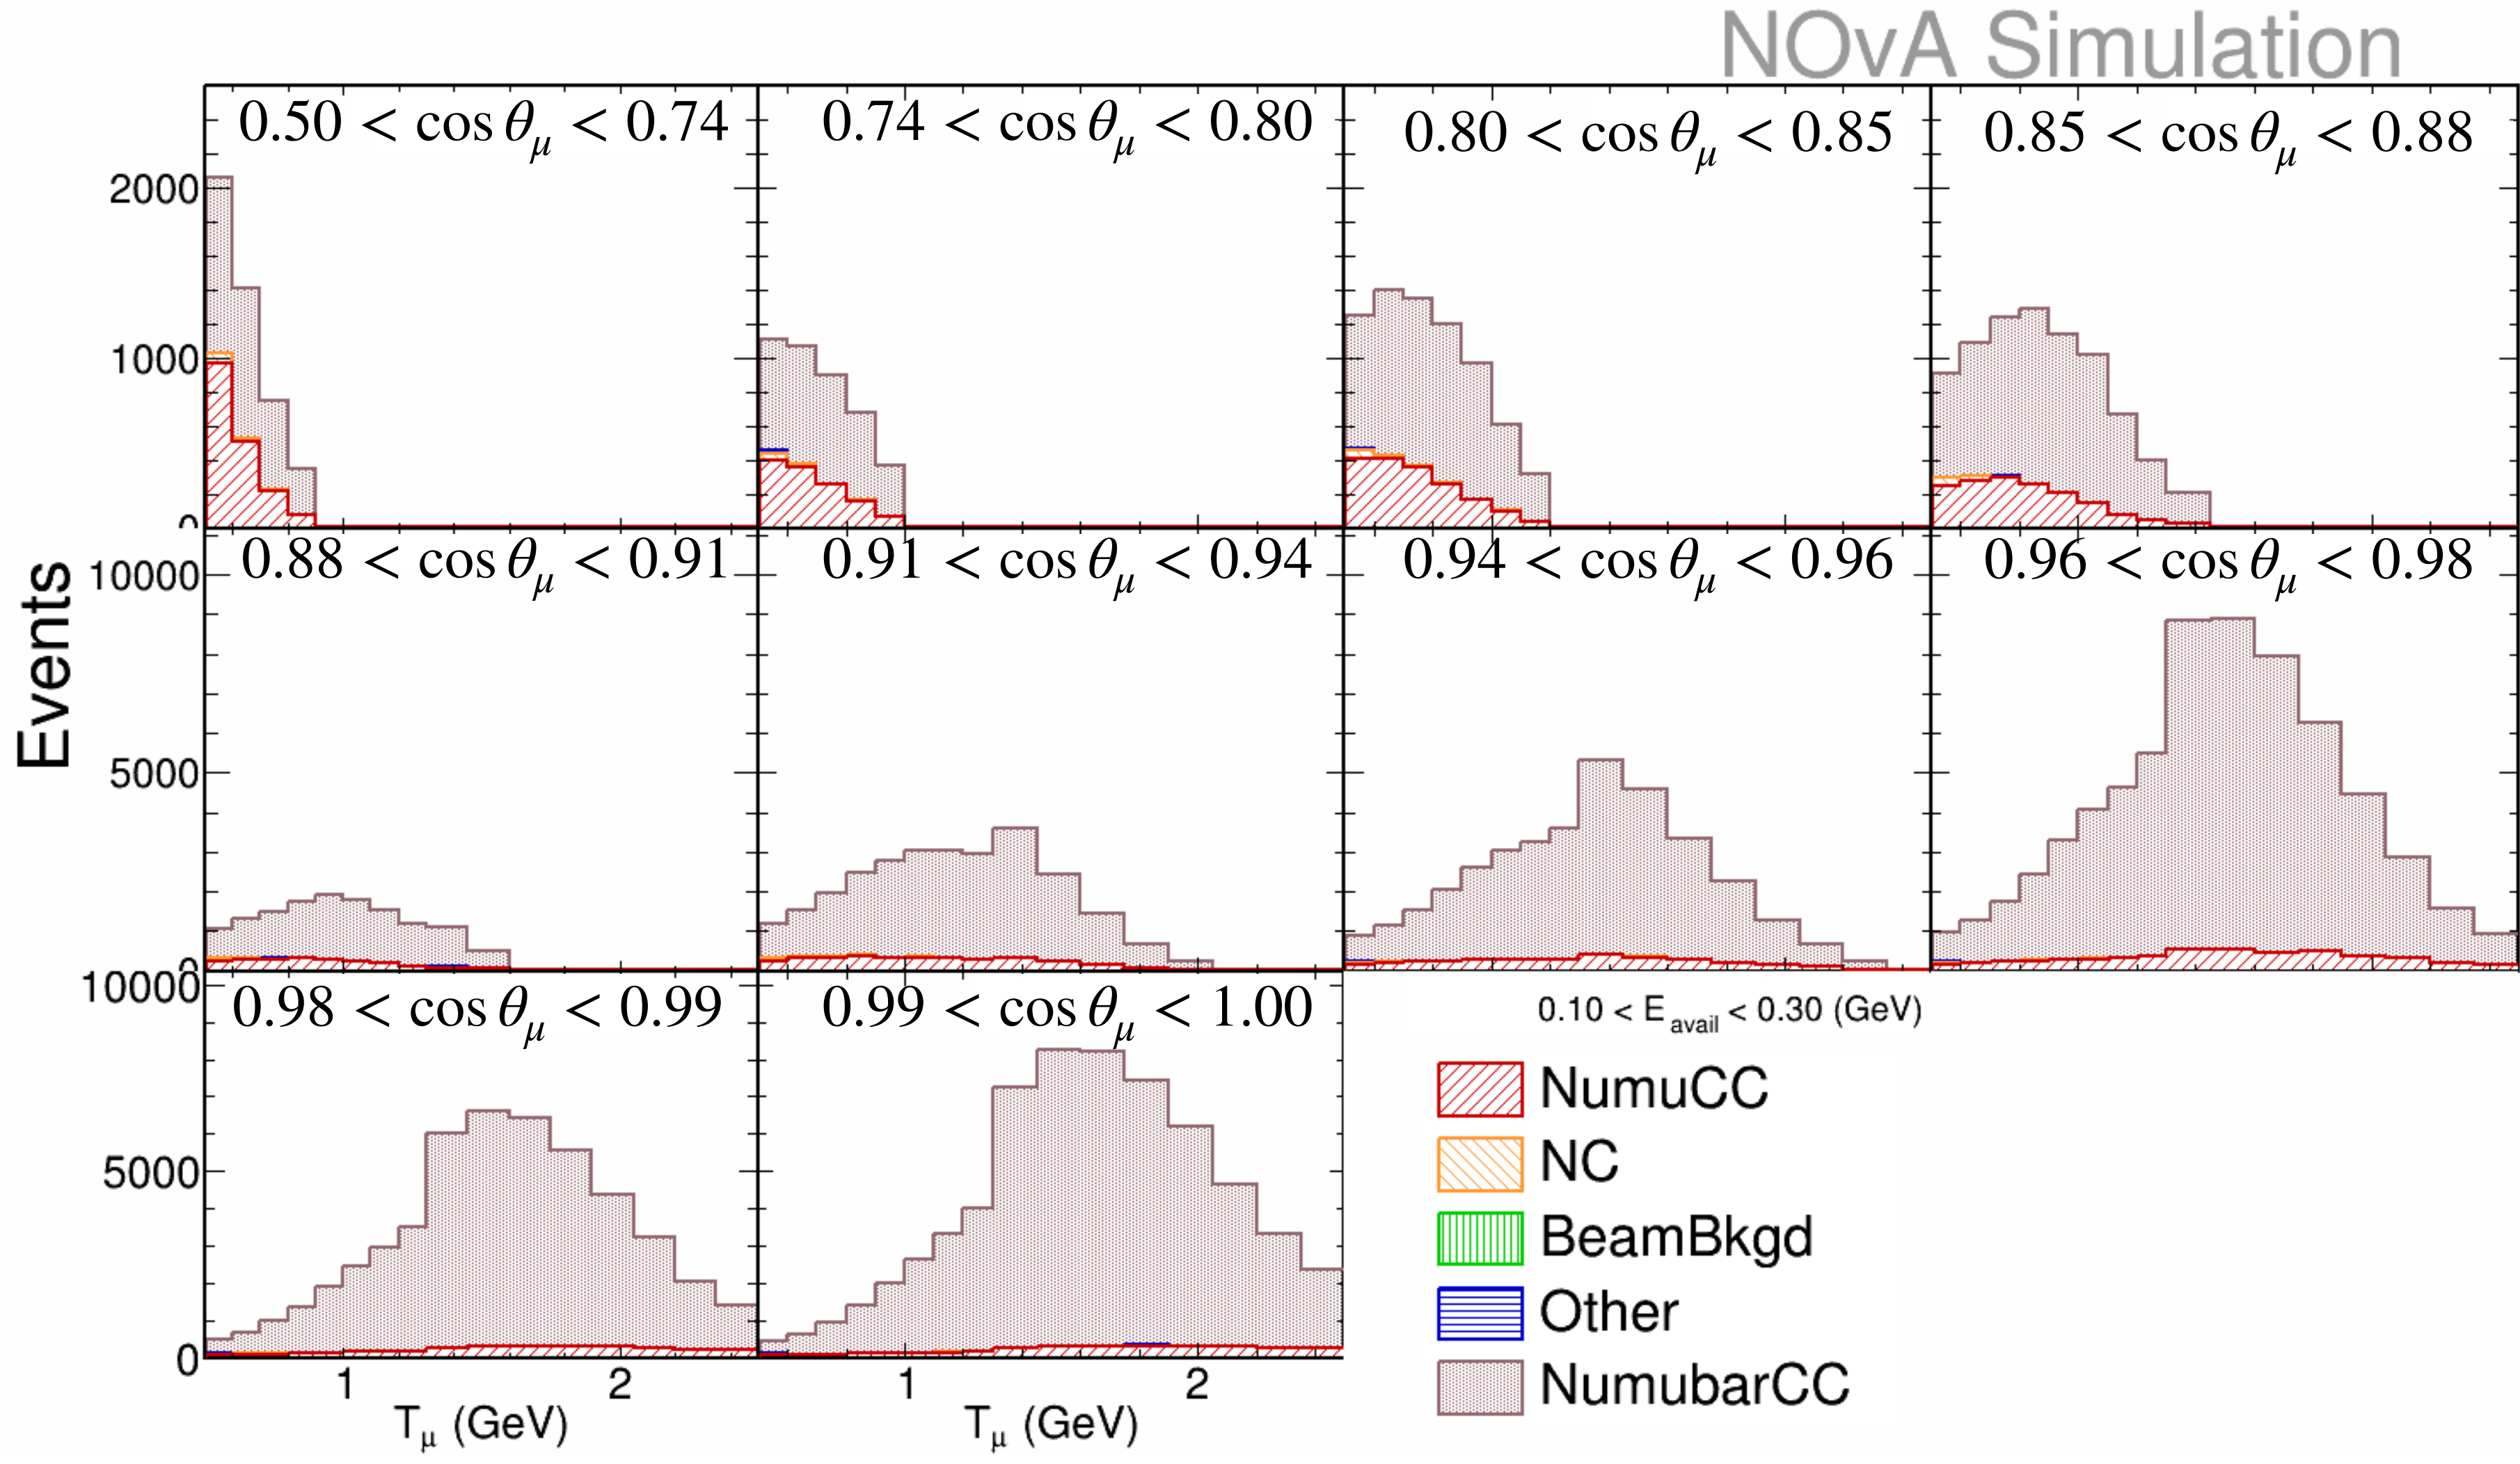 NOvA Simulation
0.50 < cos θμ < 0.74
0.74 < cos θμ < 0.80
0.80 < cos θμ < 0.85
0.85 < cos θμ < 0.88
2000
1000
0
0.88 < cos θμ < 0.91
0.91 < cos θμ < 0.94
0.94 < cos θμ < 0.96
0.96 < cos θμ < 0.98
Events
10000
5000
0
10000
0.98 < cos θμ < 0.99
0.99 < cos θμ < 1.00
0.10 < E avail < 0.30 (GeV)
5000
0
NumuCC
NC
BeamBkgd
Other
NumubarCC
1
2
1
2
Tμ (GeV)
Tμ (GeV)